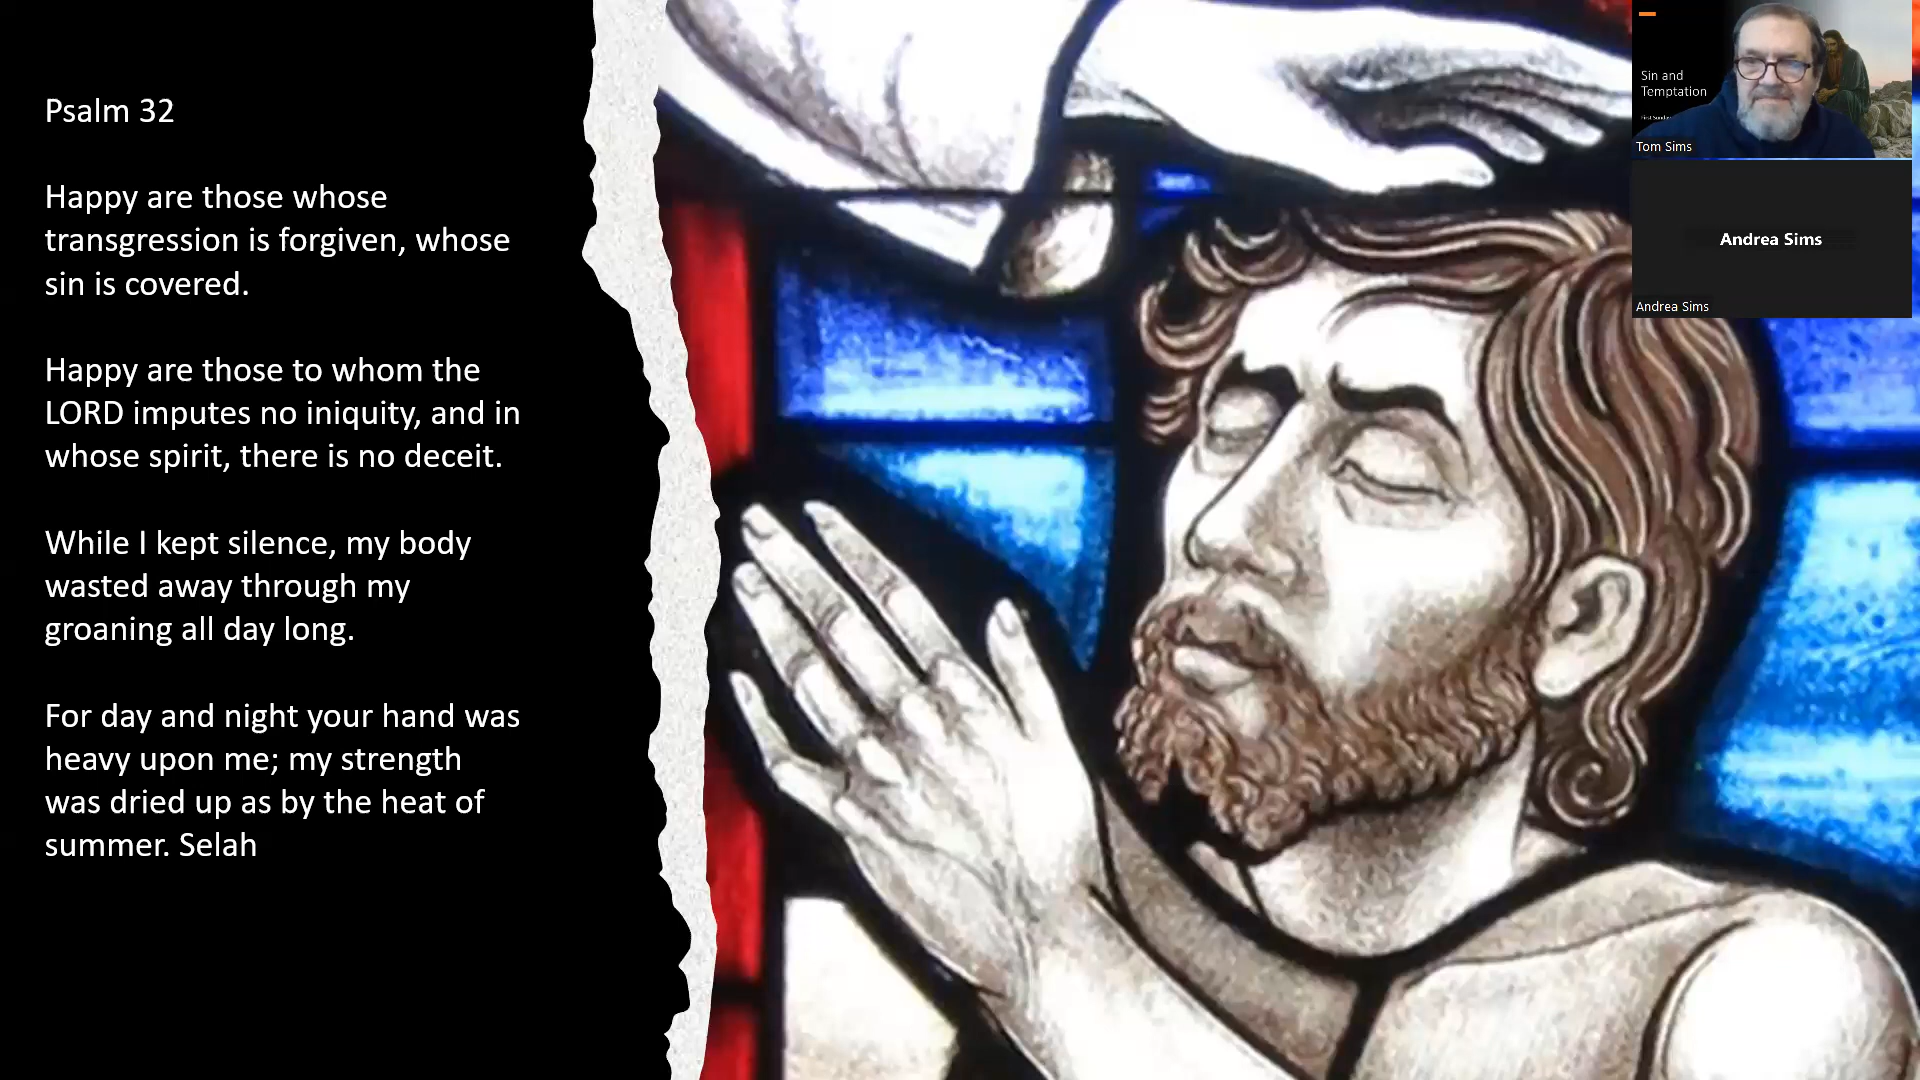 Psalm 32
Happy are those whose
transgression is forgiven, whose
sin is covered.
Happy are those to whom the
LORD imputes no iniquity, and in
whose spirit, there is no deceit.
While I kept silence, my body
wasted away through my
groaning all day long.
For day and night your hand was
heavy upon me; my strength
was dried up as by the heat of
summer. Selah
Sin and
Temptation
First Sunday
Tom Sims
Andrea Sims
Andrea Sims